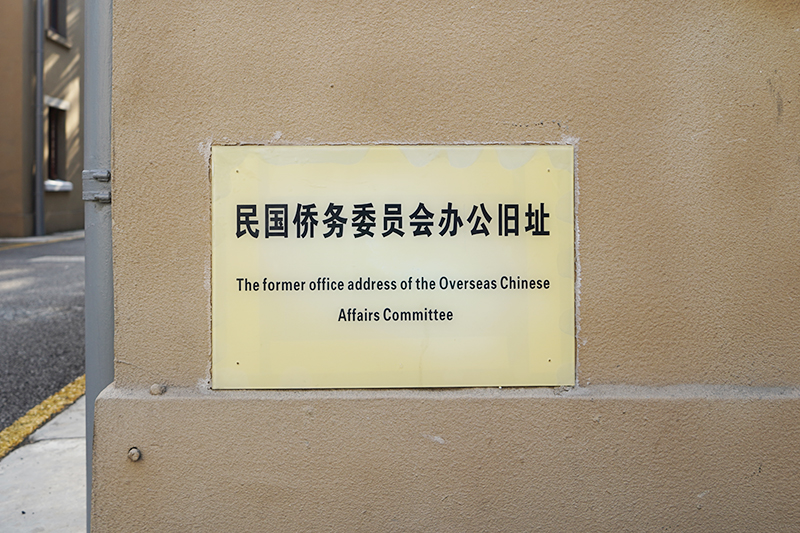 民国侨务委员会办公旧址
The former office address of the Overseas Chinese
Affairs Committee